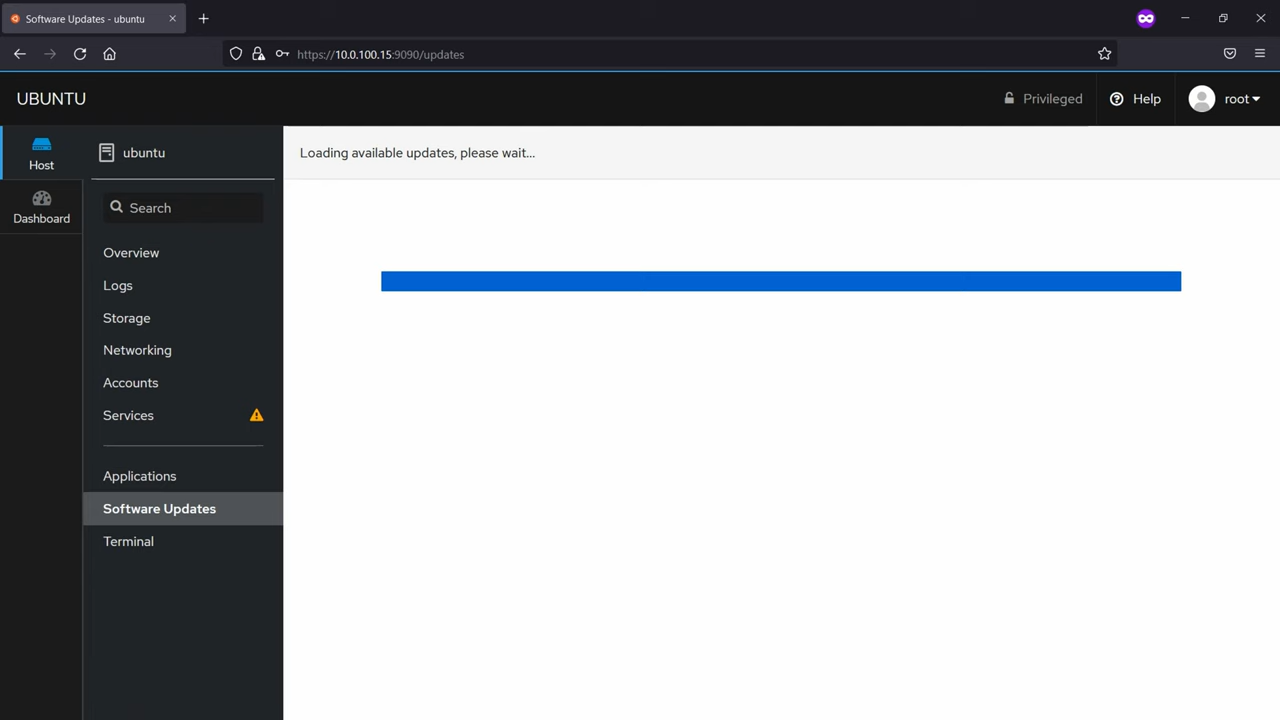 Software Updates - ubuntu
https://10.0.100.15:9090/updates
UBUNTU
Privileged
Help
root
Host
Dashboard
ubuntu
Search
Overview
Logs
Storage
Networking
Accounts
Services
Applications
Software Updates
Terminal
Loading available updates, please wait...